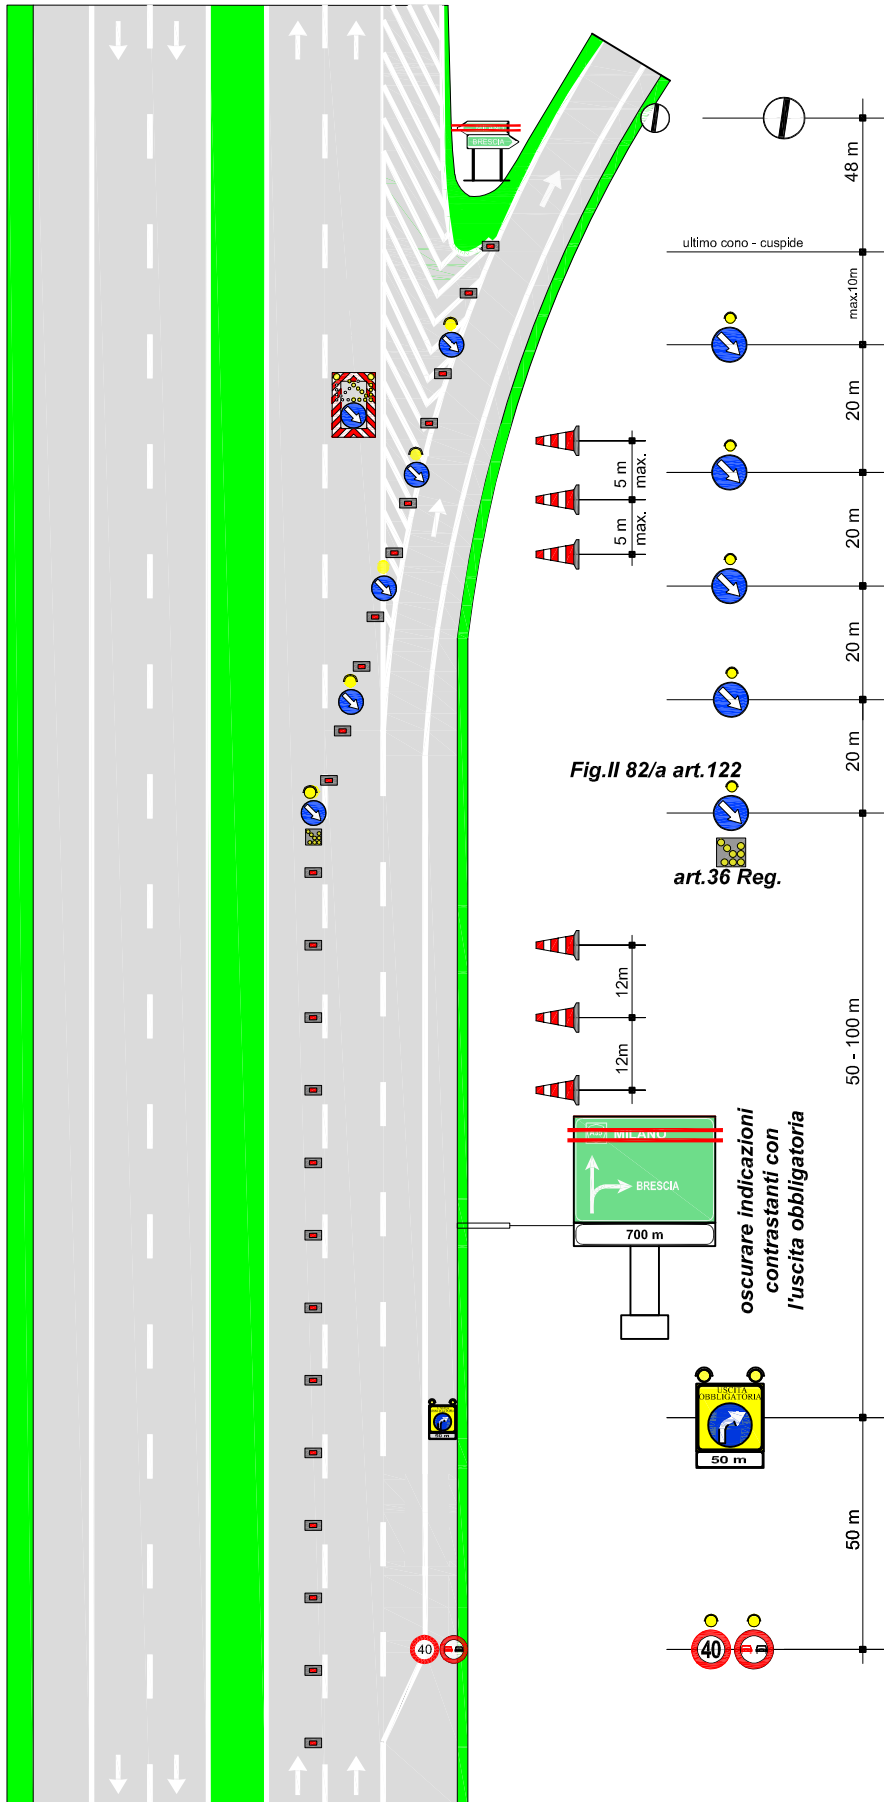 BRESCIA
48 m
ultimo cono - cuspide
max.10m
20 m
5 m
max.
5 m
max.
20 m
20 m
20 m
Fig.II 82/a art.122
art.36 Reg.
12m
12m
50 - 100 m
MILANO
BRESCIA
700 m
oscurare indicazioni
contrastanti con
l'uscita obbligatoria
USCITA
OBBLIGATORIA
50 m
50 m
50 m
40
40